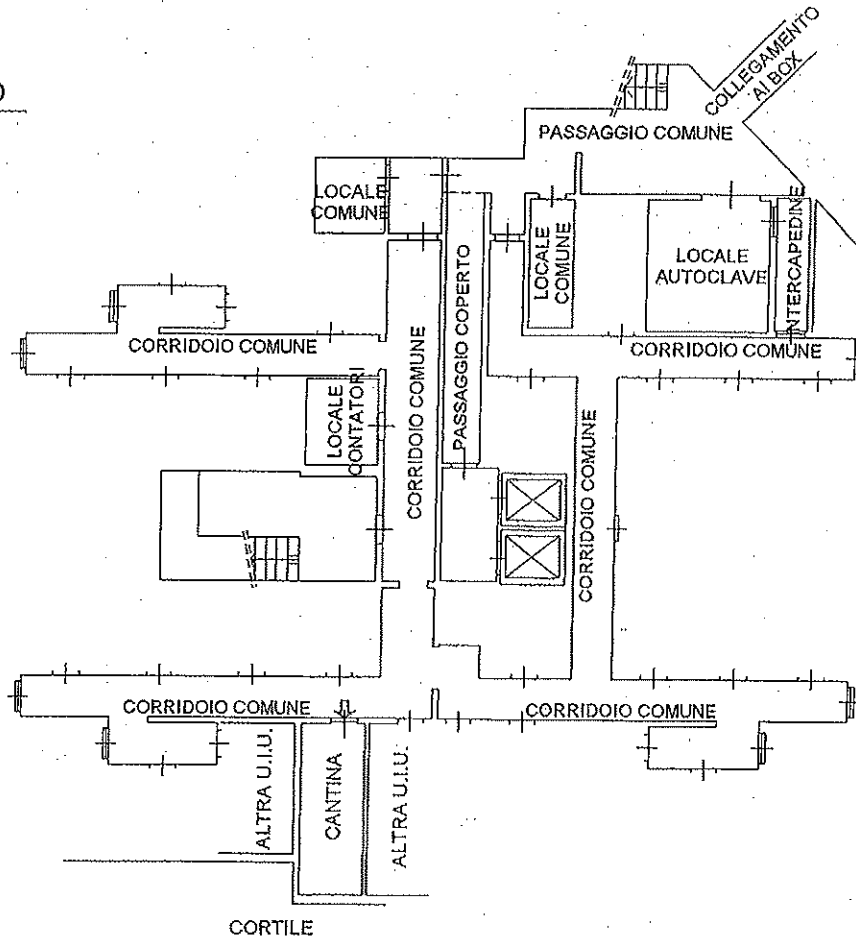 COLLEGAMENTO
AI BOX
PASSAGGIO COMUNE
LOCALE
COMUNE
LOCALE
COMUNE
LOCALE
AUTOCLAVE
INTERCAPEDINE
PASSAGGIO COPERTO
CORRIDOIO COMUNE
CORRIDOIO COMUNE
LOCALE
CONTATORI
CORRIDOIO COMUNE
CORRIDOIO COMUNE
CORRIDOIO COMUNE
CORRIDOIO COMUNE
ALTRA U.I.U.
CANTINA
ALTRA U.I.U.
CORTILE